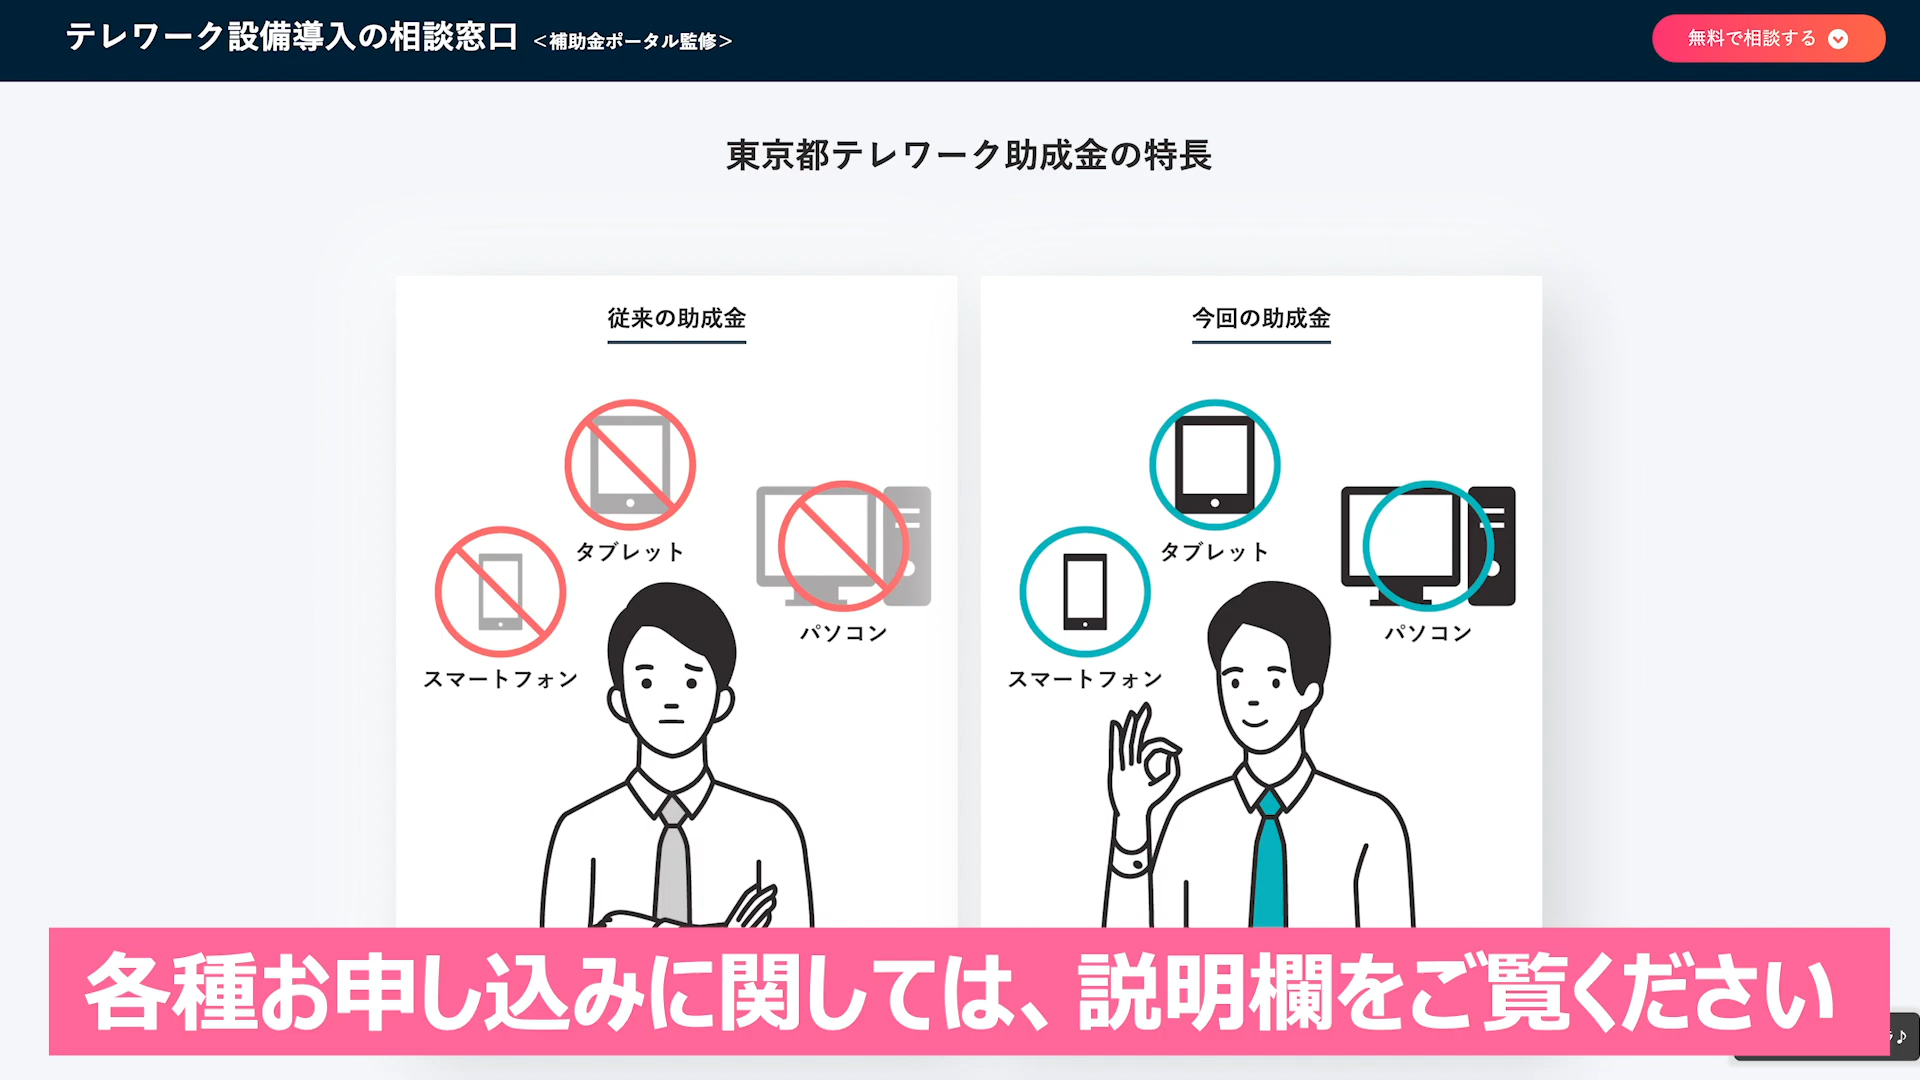 テレワーク設備導入の相談窓口 <補助金ポータル監修>
無料で相談する
東京都テレワーク助成金の特長
従来の助成金
タブレット
パソコン
スマートフォン
今回の助成金
タブレット
パソコン
スマートフォン
各種お申し込みに関しては、説明欄をご覧ください
♪